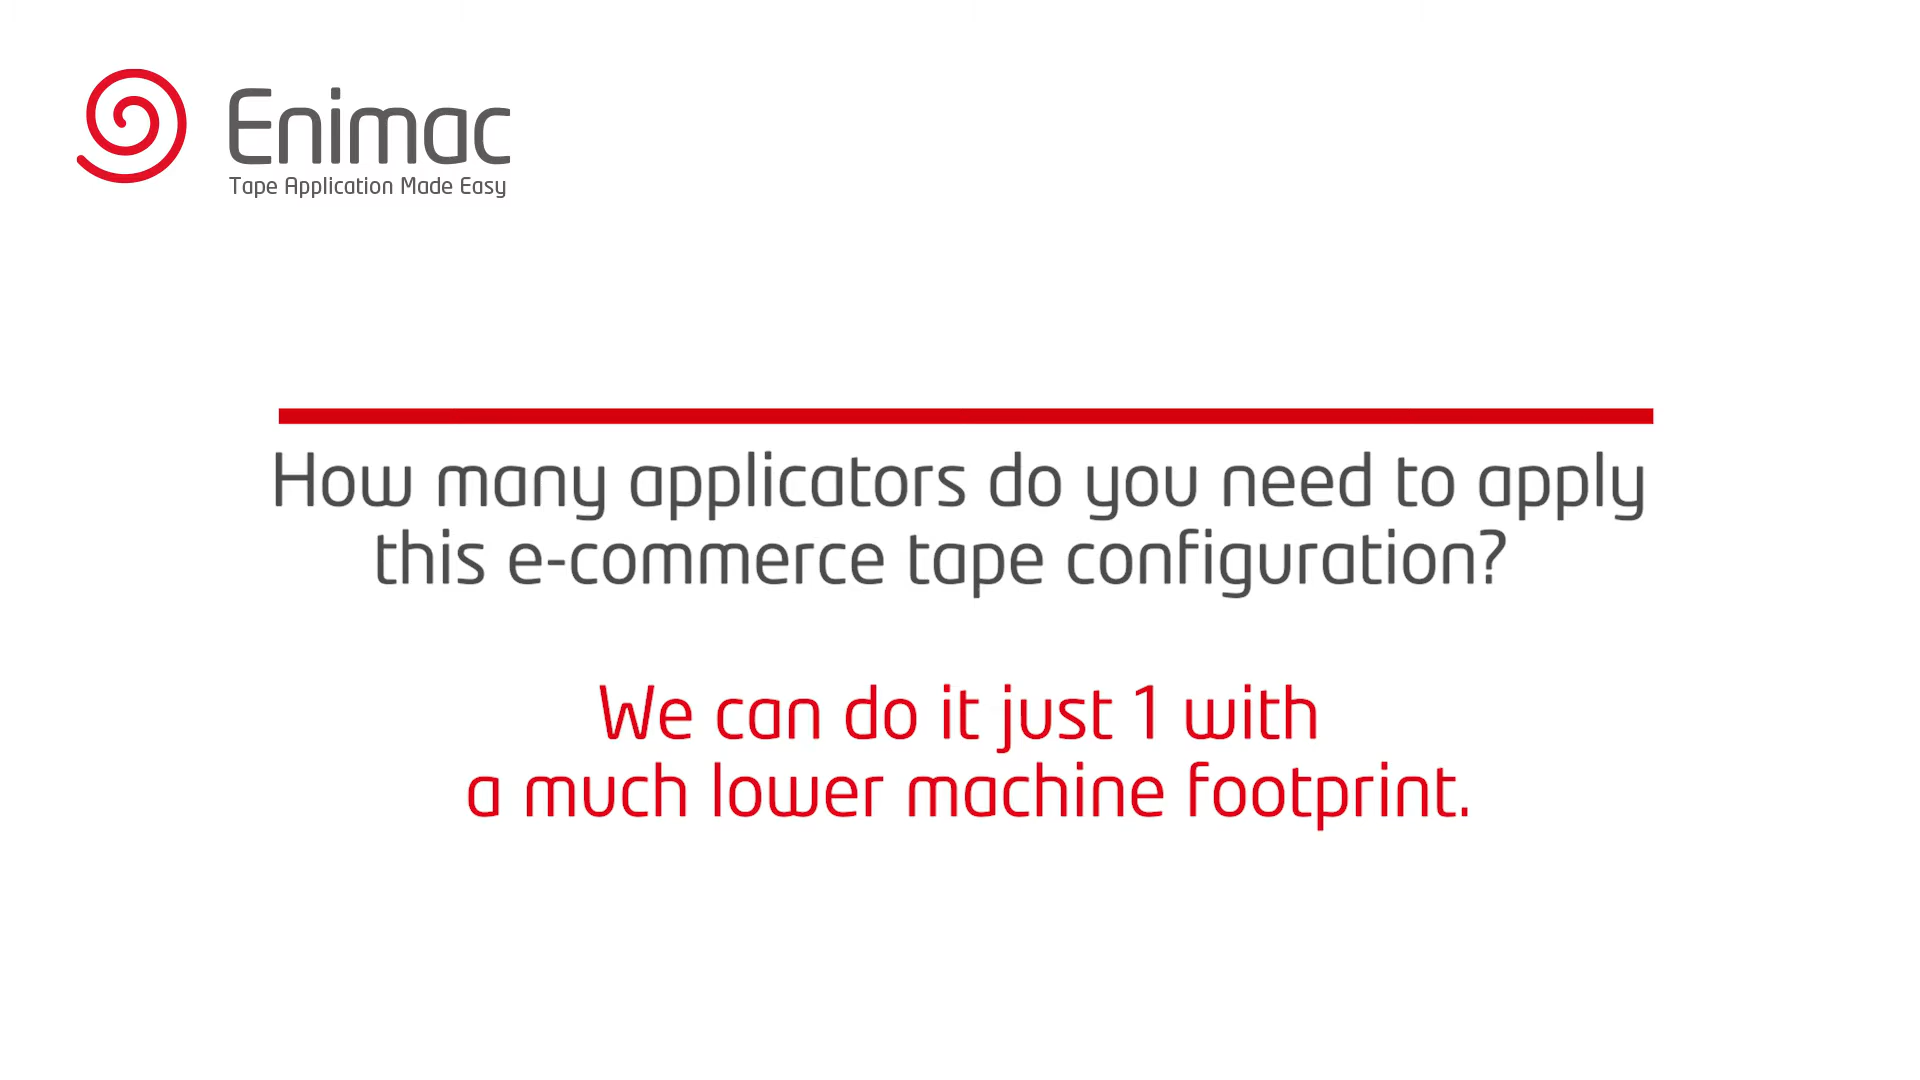 Enimac
Tape Application Made Easy
How many applicators do you need to apply
this e-commerce tape configuration?
We can do it just 1 with
a much lower machine footprint.